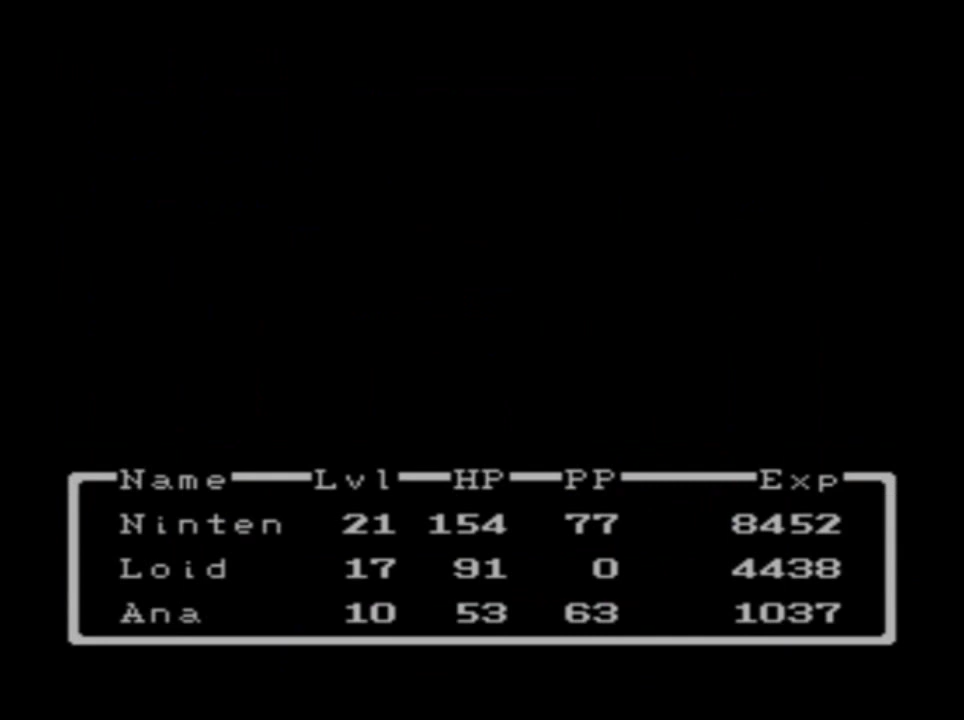 Name Lvl HP PP Exp
Ninten 21 154 77 8452
Loid 17 91 0 4438
Ana 10 53 63 1037